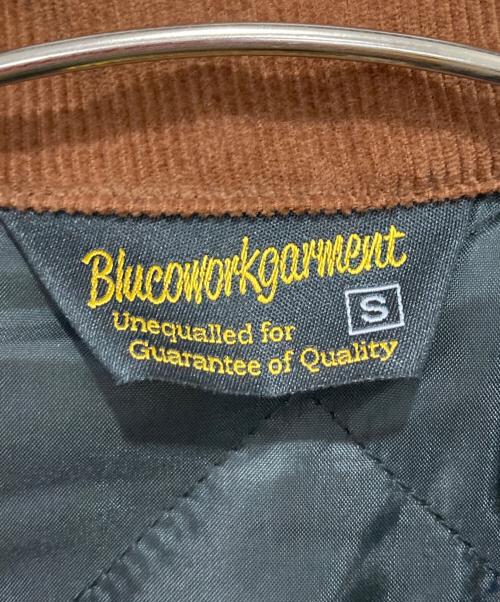 Blucoworkgarment
S
Unequalled for
Guarantee of Quality